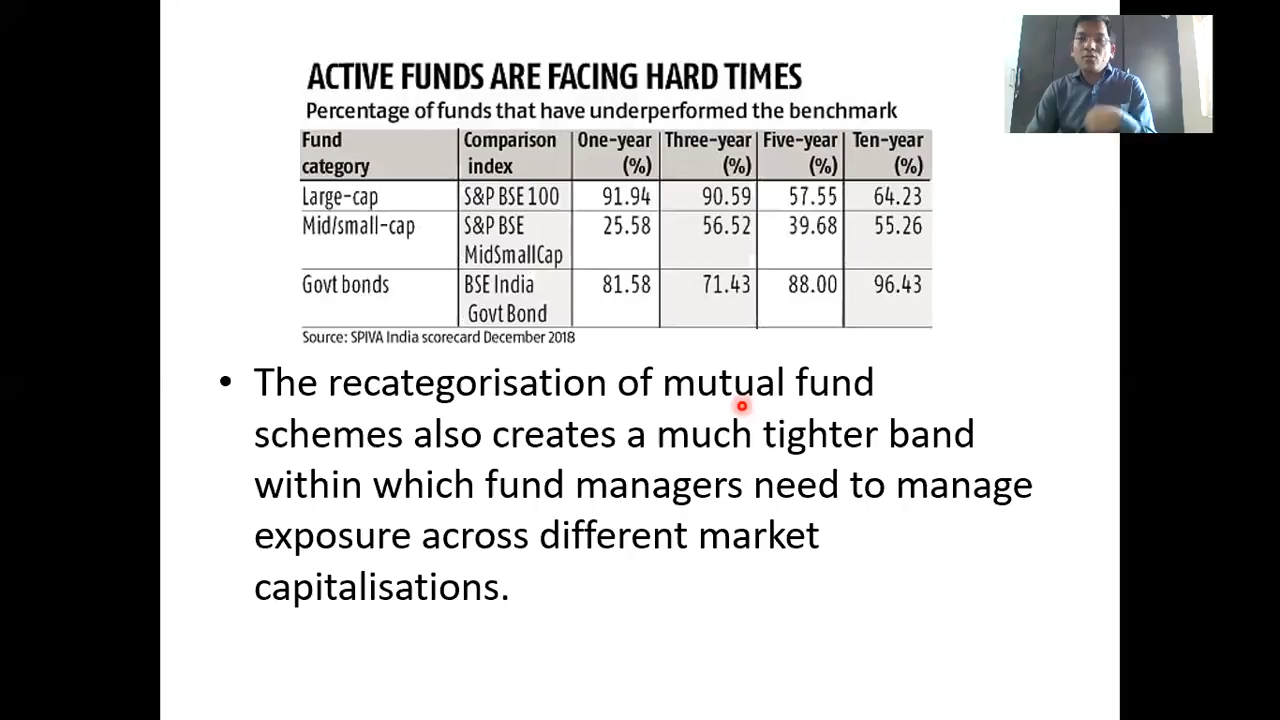 ACTIVE FUNDS ARE FACING HARD TIMES
Percentage of funds that have underperformed the benchmark
Fund category Comparison index One-year (%) Three-year (%) Five-year (%) Ten-year (%)
Large-cap S&P BSE 100 91.94 90.59 57.55 64.23
Mid/small-cap S&P BSE MidSmallCap 25.58 56.52 39.68 55.26
Govt bonds BSE India Govt Bond 81.58 71.43 88.00 96.43
Source: SPIVA India scorecard December 2018
• The recategorisation of mutual fund
schemes also creates a much tighter band
within which fund managers need to manage
exposure across different market
capitalisations.